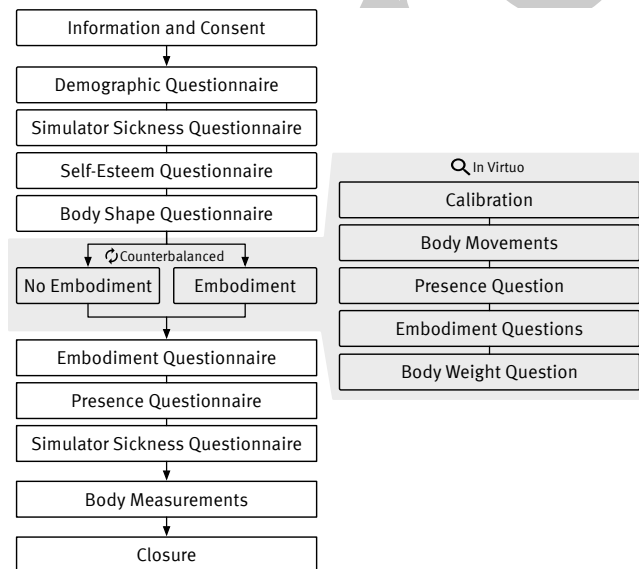 Information and Consent
Demographic Questionnaire
Simulator Sickness Questionnaire
Self-Esteem Questionnaire
Body Shape Questionnaire
Counterbalanced
No Embodiment
Embodiment
Embodiment Questionnaire
Presence Questionnaire
Simulator Sickness Questionnaire
Body Measurements
Closure
In Virtuo
Calibration
Body Movements
Presence Question
Embodiment Questions
Body Weight Question